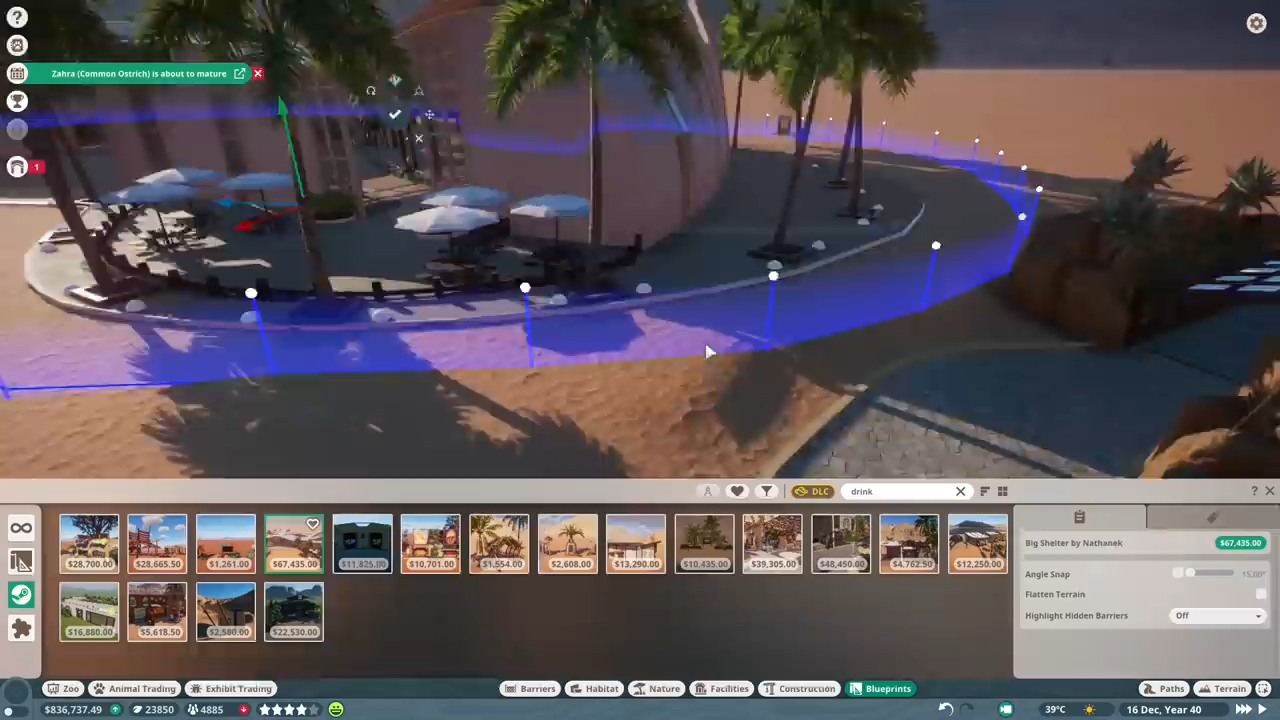 Zahra (Common Ostrich) is about to mature
1
DLC
drink
?
$28,700.00
$28,665.50
$1,261.00
$67,435.00
$11,825.00
$10,701.00
$1,554.00
$2,608.00
$13,290.00
$10,435.00
$39,305.00
$48,450.00
$4,762.50
$12,250.00
$16,880.00
$5,618.50
$2,580.00
$22,530.00
Big Shelter by Nathanek
$67,435.00
Angle Snap
15.00°
Flatten Terrain
Highlight Hidden Barriers
Off
Zoo
Animal Trading
Exhibit Trading
Barriers
Habitat
Nature
Facilities
Construction
Blueprints
Paths
Terrain
$836,737.49
23850
4885
39°C
16 Dec, Year 40